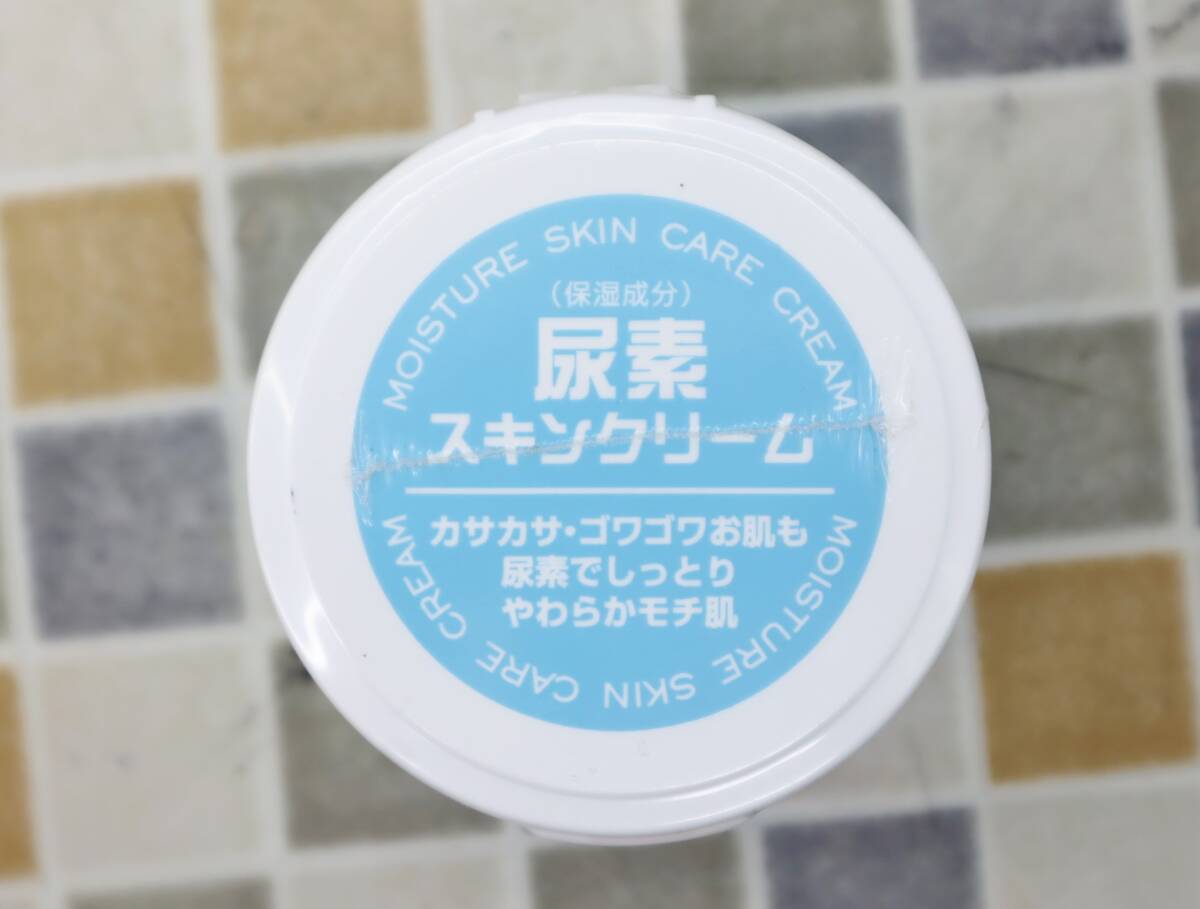 MOISTURE SKIN CARE CREAM
（保湿成分）
尿素
スキンクリーム
カサカサ・ゴワゴワお肌も
尿素でしっとり
やわらかモチ肌
MOISTURE SKIN CARE CREAM